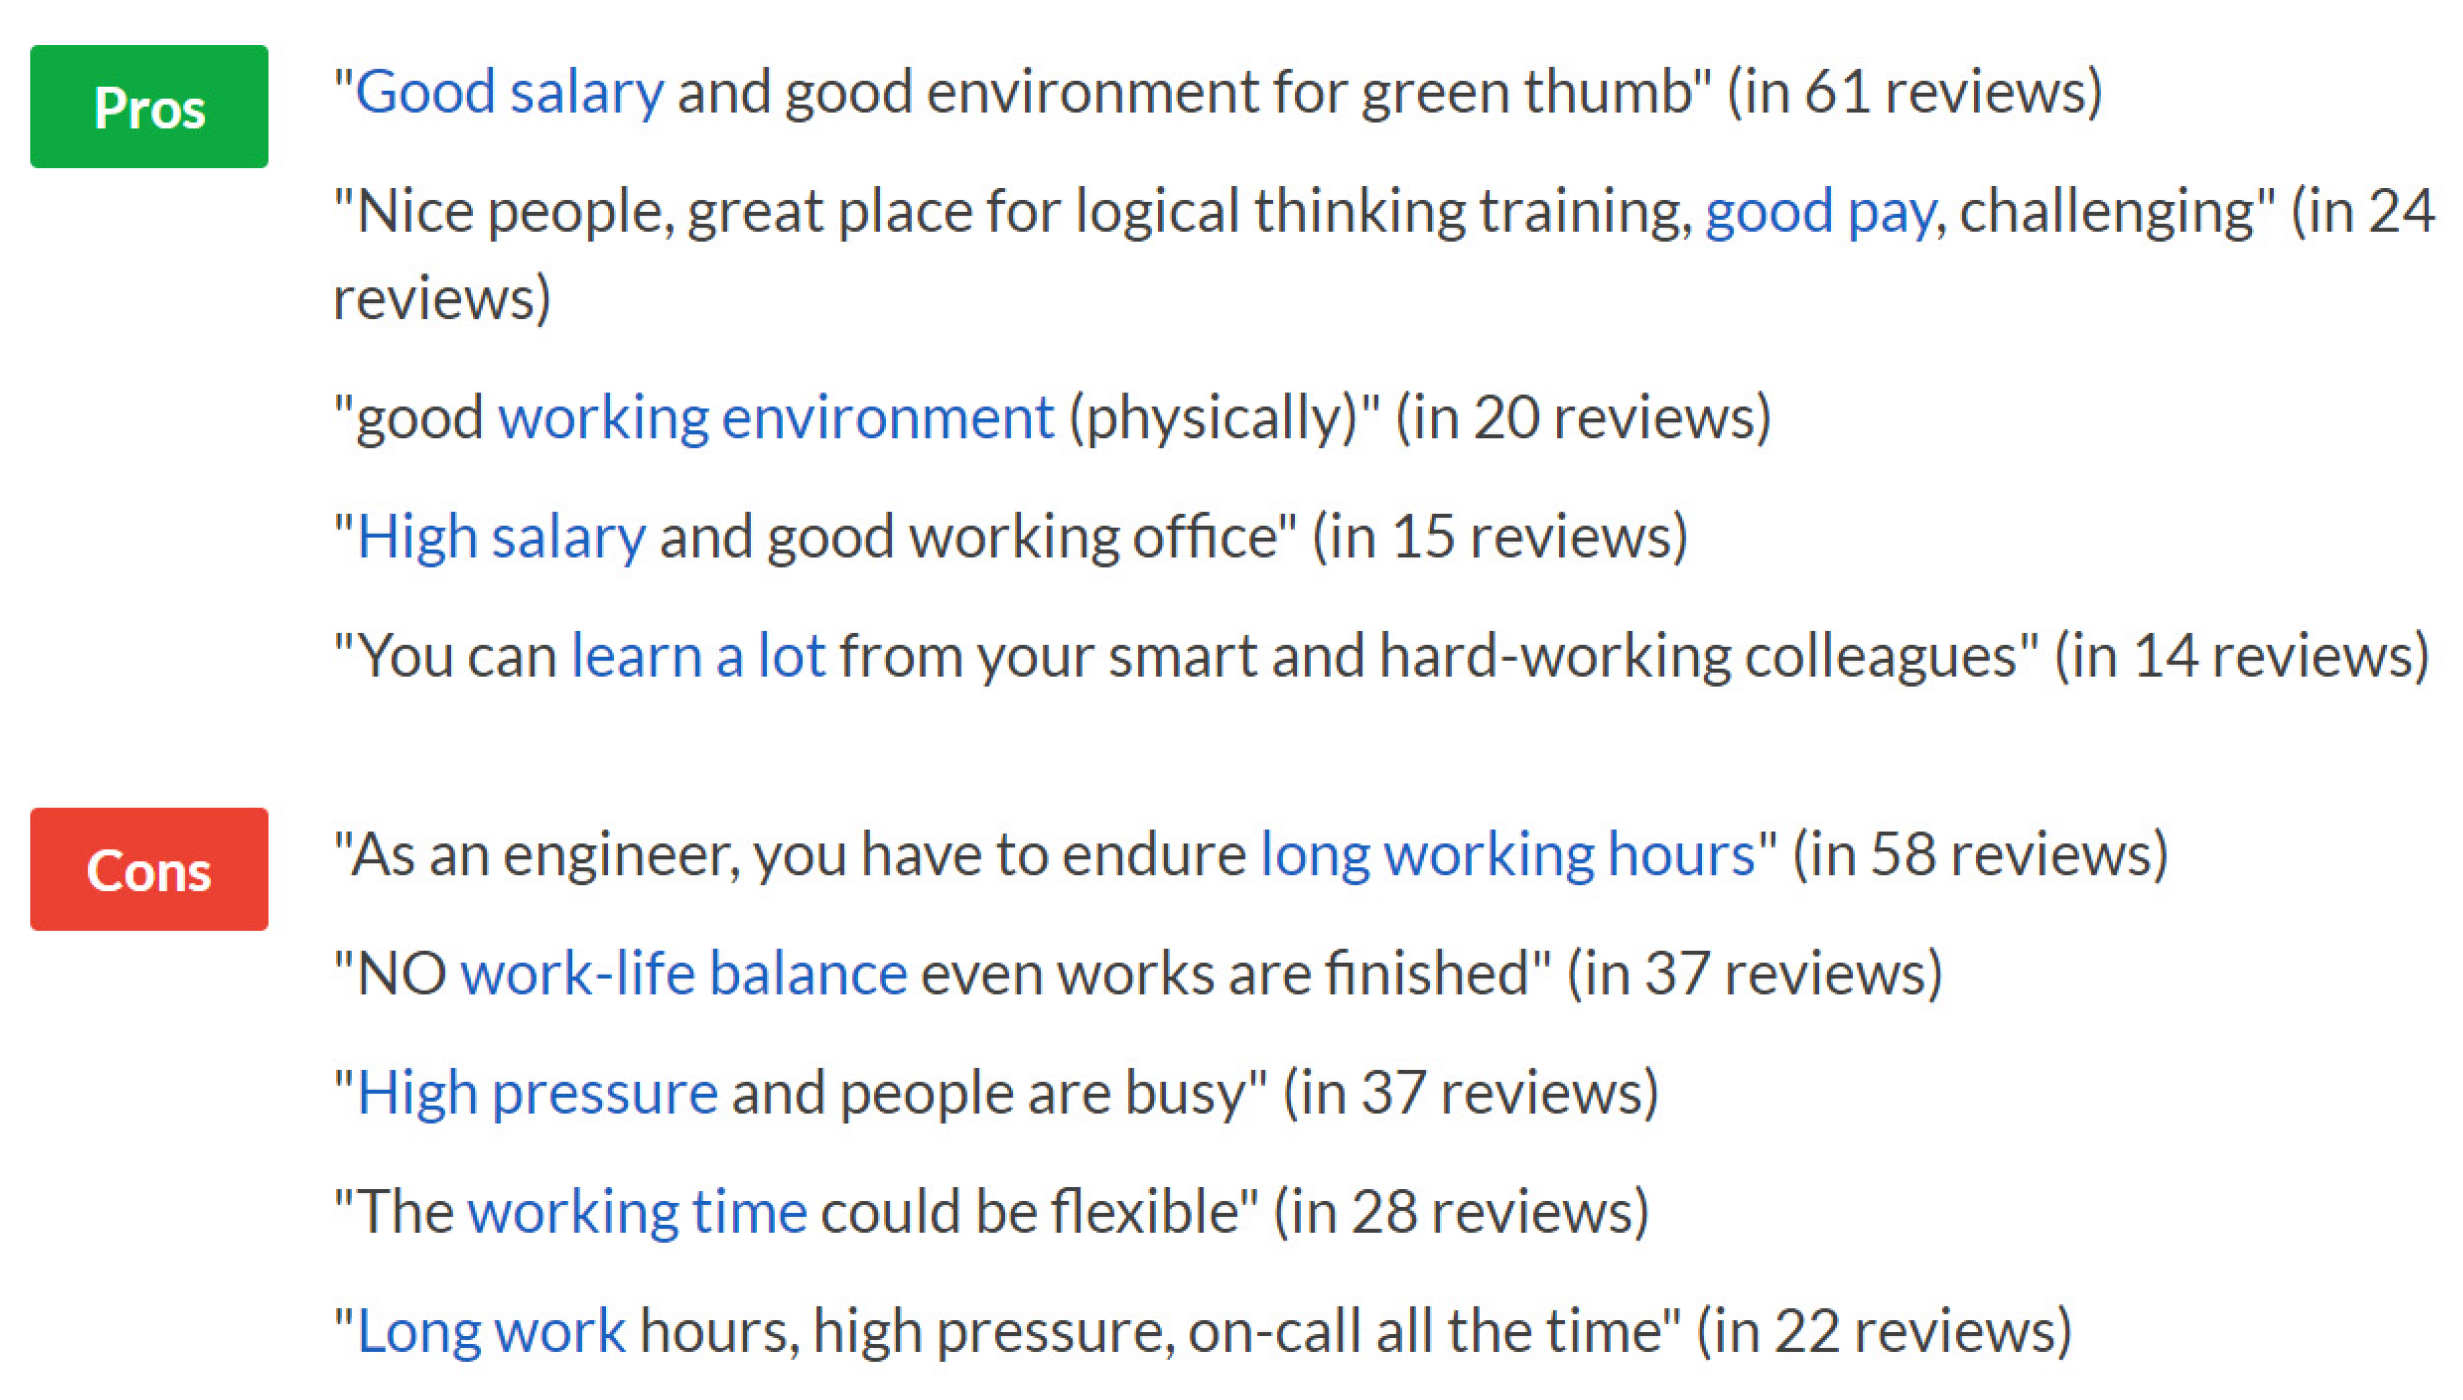 Pros
"Good salary and good environment for green thumb" (in 61 reviews)
"Nice people, great place for logical thinking training, good pay, challenging" (in 24
reviews)
"good working environment (physically)" (in 20 reviews)
"High salary and good working office" (in 15 reviews)
"You can learn a lot from your smart and hard-working colleagues" (in 14 reviews)
Cons
"As an engineer, you have to endure long working hours" (in 58 reviews)
"NO work-life balance even works are finished" (in 37 reviews)
"High pressure and people are busy" (in 37 reviews)
"The working time could be flexible" (in 28 reviews)
"Long work hours, high pressure, on-call all the time" (in 22 reviews)